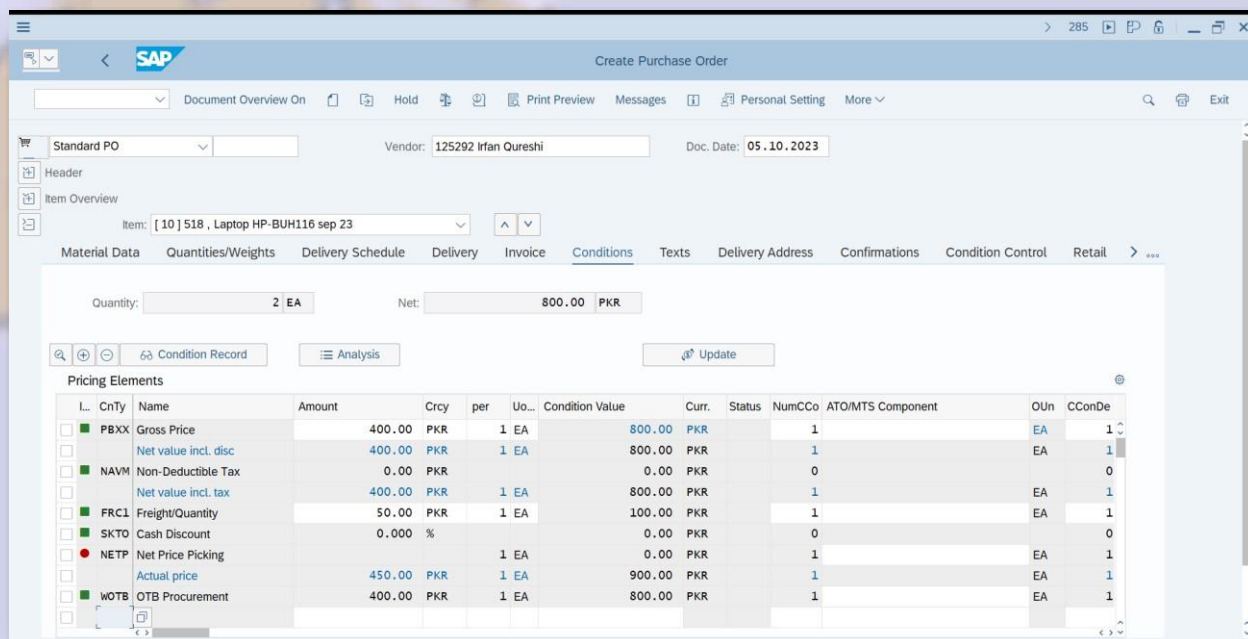 285
SAP
Create Purchase Order
Document Overview On Hold Print Preview Messages Personal Setting More Exit
Standard PO Vendor: 125292 Irfan Qureshi Doc. Date: 05.10.2023
Header
Item Overview
Item: [ 10 ] 518 , Laptop HP-BUH116 sep 23
Material Data Quantities/Weights Delivery Schedule Delivery Invoice Conditions Texts Delivery Address Confirmations Condition Control Retail
Quantity: 2 EA Net: 800.00 PKR
Condition Record Analysis Update
Pricing Elements
I... CnTy Name Amount Crcy per Uo... Condition Value Curr. Status NumCCo ATO/MTS Component OUn CConDe
PBXX Gross Price 400.00 PKR 1 EA 800.00 PKR 1 EA 1
Net value incl. disc 400.00 PKR 1 EA 800.00 PKR 1 EA 1
NAVM Non-Deductible Tax 0.00 PKR 0.00 PKR 0 0
Net value incl. tax 400.00 PKR 1 EA 800.00 PKR 1 EA 1
FRC1 Freight/Quantity 50.00 PKR 1 EA 100.00 PKR 1 EA 1
SKTO Cash Discount 0.000 % 0.00 PKR 0 0
NETP Net Price Picking 1 EA 0.00 PKR 1 EA 1
Actual price 450.00 PKR 1 EA 900.00 PKR 1 EA 1
WOTB OTB Procurement 400.00 PKR 1 EA 800.00 PKR 1 EA 1